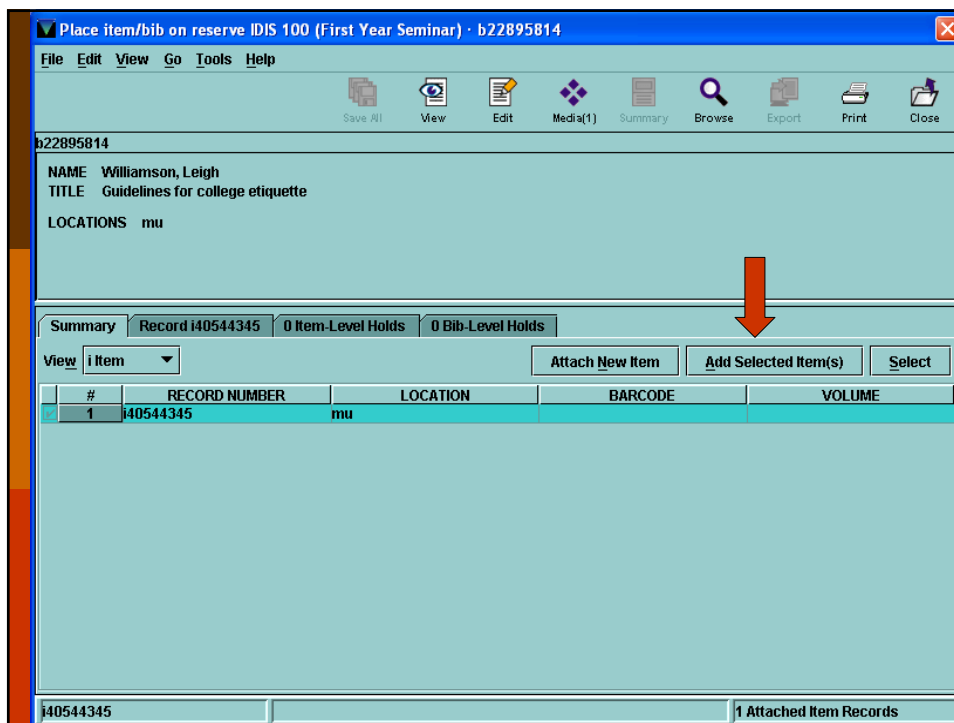 Place item/bib on reserve IDIS 100 (First Year Seminar) · b22895814
File Edit View Go Tools Help
Save All View Edit Media(1) Summary Browse Export Print Close
b22895814
NAME Williamson, Leigh
TITLE Guidelines for college etiquette
LOCATIONS mu
Summary Record i40544345 0 Item-Level Holds 0 Bib-Level Holds
View i Item Attach New Item Add Selected Item(s) Select
# RECORD NUMBER LOCATION BARCODE VOLUME
1 i40544345 mu
i40544345 1 Attached Item Records